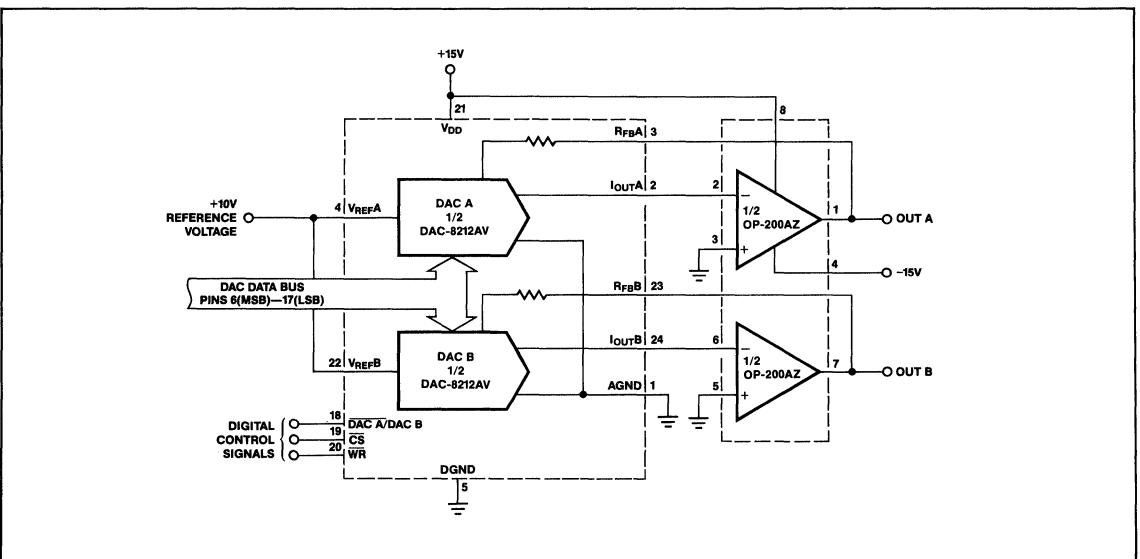 +15V
21
VDD
8
RFBA 3
IOUTA 2
2
−
DAC A
1/2
DAC-8212AV
+10V
REFERENCE
VOLTAGE
4 VREFA
1/2
OP-200AZ
1
OUT A
3
+
4
−15V
DAC DATA BUS
PINS 6(MSB)—17(LSB)
RFBB 23
IOUTB 24
6
−
DAC B
1/2
DAC-8212AV
22 VREFB
1/2
OP-200AZ
7
OUT B
AGND 1
5
+
DIGITAL
CONTROL
SIGNALS
18 DAC A/DAC B
19 CS
20 WR
DGND
5